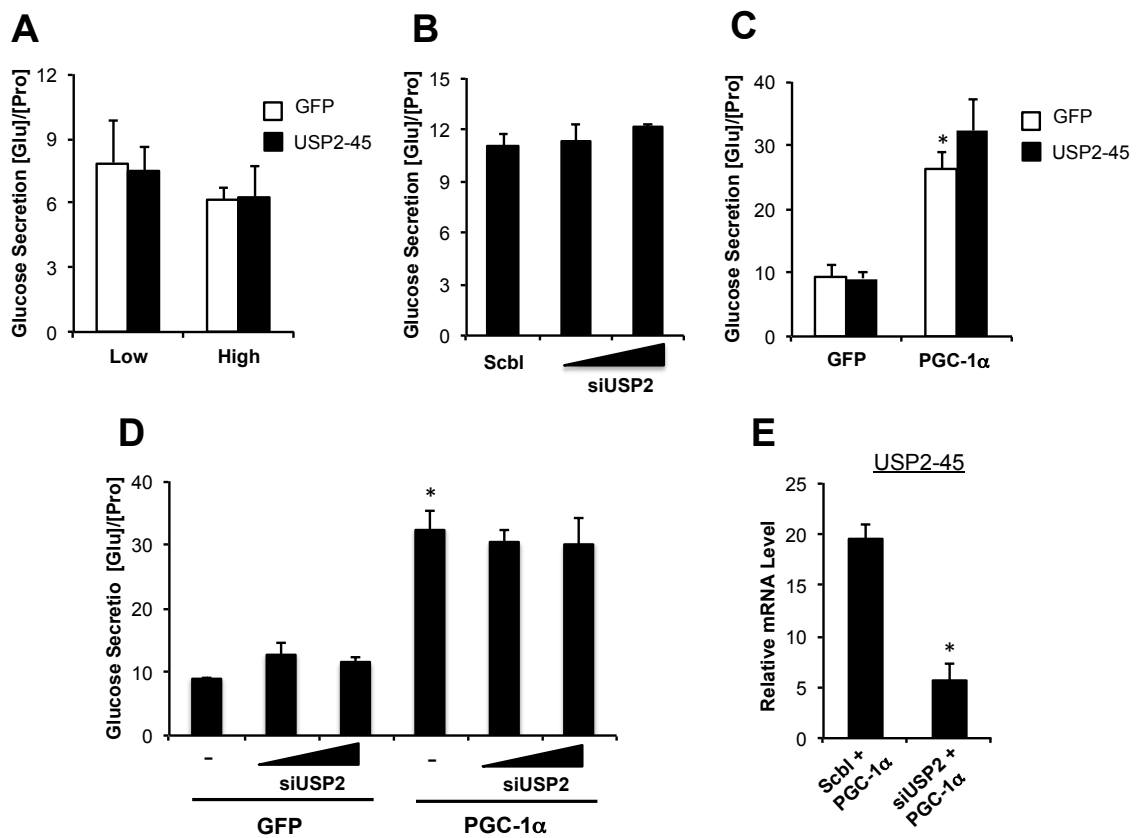 A
Glucose Secretion [Glu]/[Pro]
12
9
6
3
0
GFP
USP2-45
Low
High
B
Glucose Secretion [Glu]/[Pro]
15
12
9
6
3
0
Scbl
siUSP2
C
Glucose Secretion [Glu]/[Pro]
40
30
20
10
0
*
GFP
USP2-45
GFP
PGC-1α
D
Glucose Secretio [Glu]/[Pro]
40
30
20
10
0
*
-
siUSP2
-
siUSP2
GFP
PGC-1α
E
USP2-45
Relative mRNA Level
25
20
15
10
5
0
*
Scbl +
PGC-1α
siUSP2 +
PGC-1α